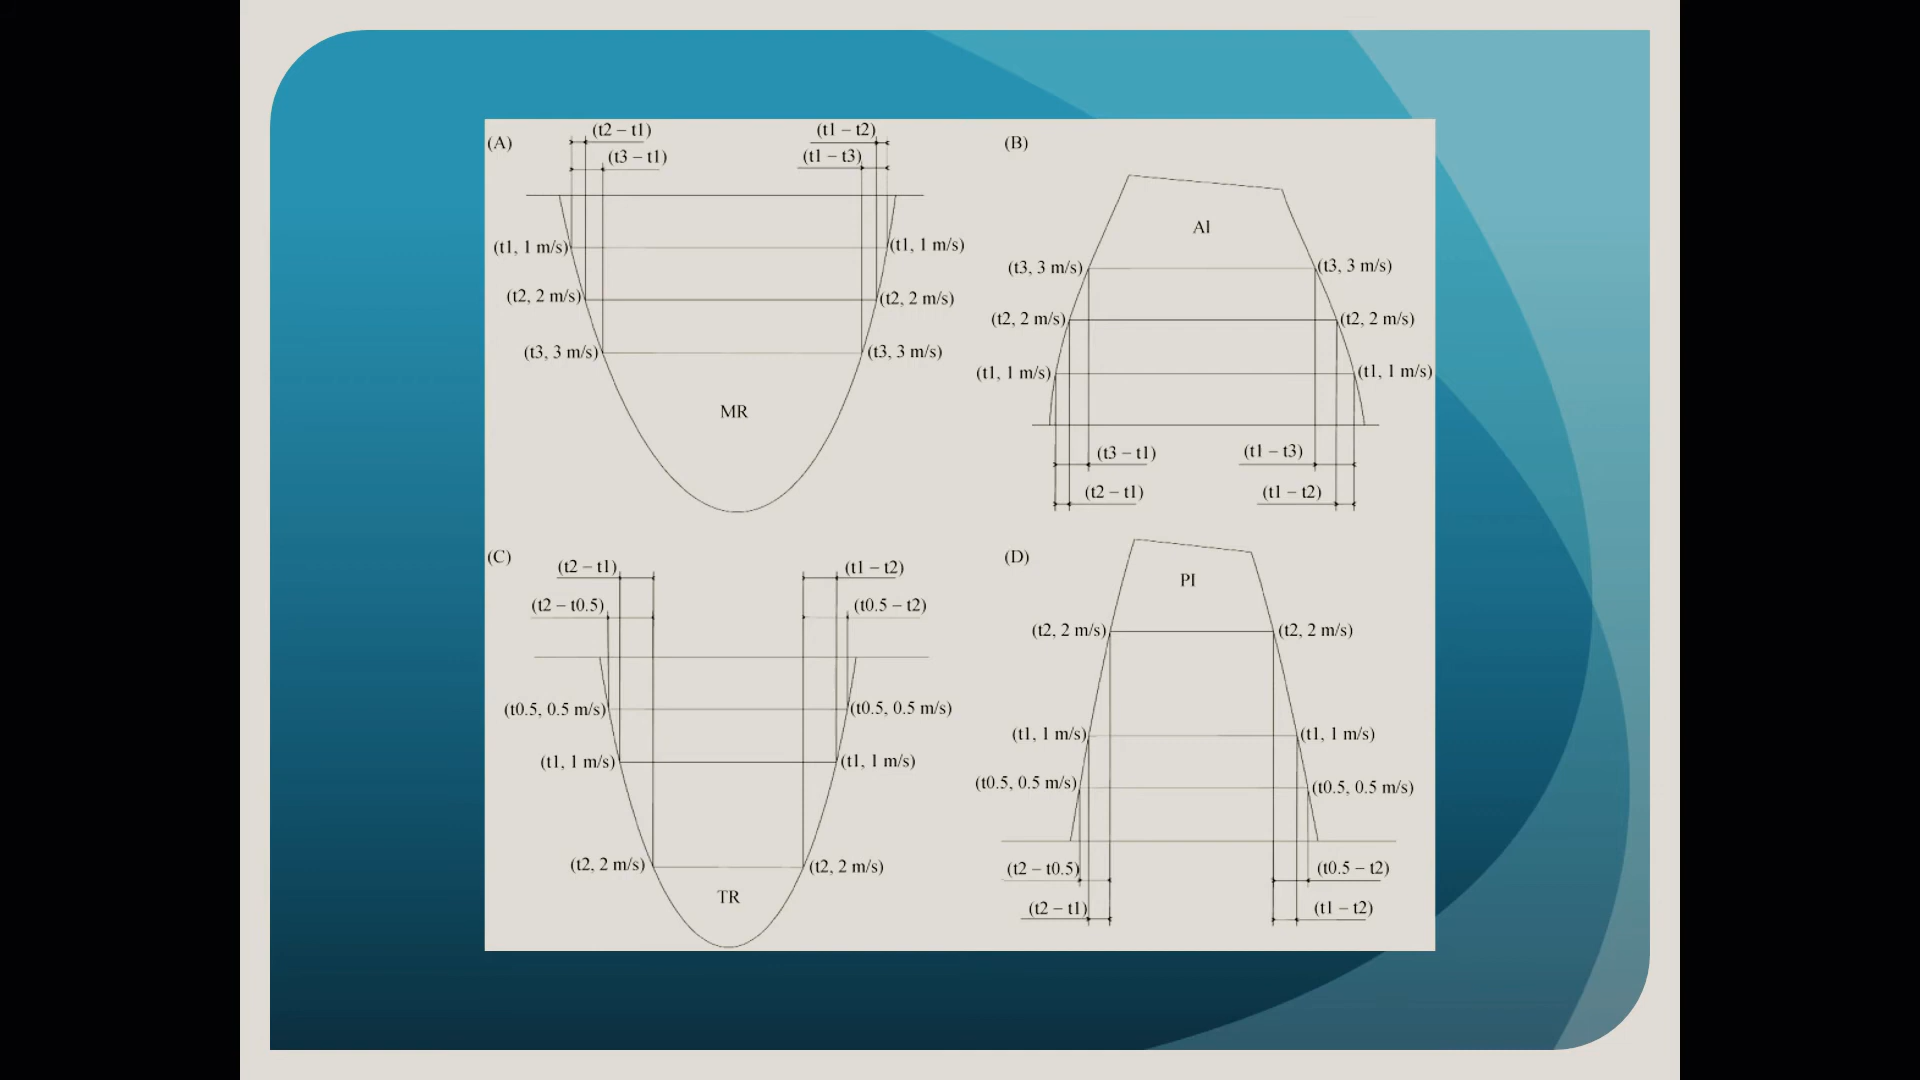 (A)
(t2 – t1)
(t1 – t2)
(t3 – t1)
(t1 – t3)
(t1, 1 m/s)
(t1, 1 m/s)
(t2, 2 m/s)
(t2, 2 m/s)
(t3, 3 m/s)
(t3, 3 m/s)
MR
(B)
AI
(t3, 3 m/s)
(t3, 3 m/s)
(t2, 2 m/s)
(t2, 2 m/s)
(t1, 1 m/s)
(t1, 1 m/s)
(t3 – t1)
(t1 – t3)
(t2 – t1)
(t1 – t2)
(C)
(t2 – t1)
(t1 – t2)
(t2 – t0.5)
(t0.5 – t2)
(t0.5, 0.5 m/s)
(t0.5, 0.5 m/s)
(t1, 1 m/s)
(t1, 1 m/s)
(t2, 2 m/s)
(t2, 2 m/s)
TR
(D)
PI
(t2, 2 m/s)
(t2, 2 m/s)
(t1, 1 m/s)
(t1, 1 m/s)
(t0.5, 0.5 m/s)
(t0.5, 0.5 m/s)
(t2 – t0.5)
(t0.5 – t2)
(t2 – t1)
(t1 – t2)